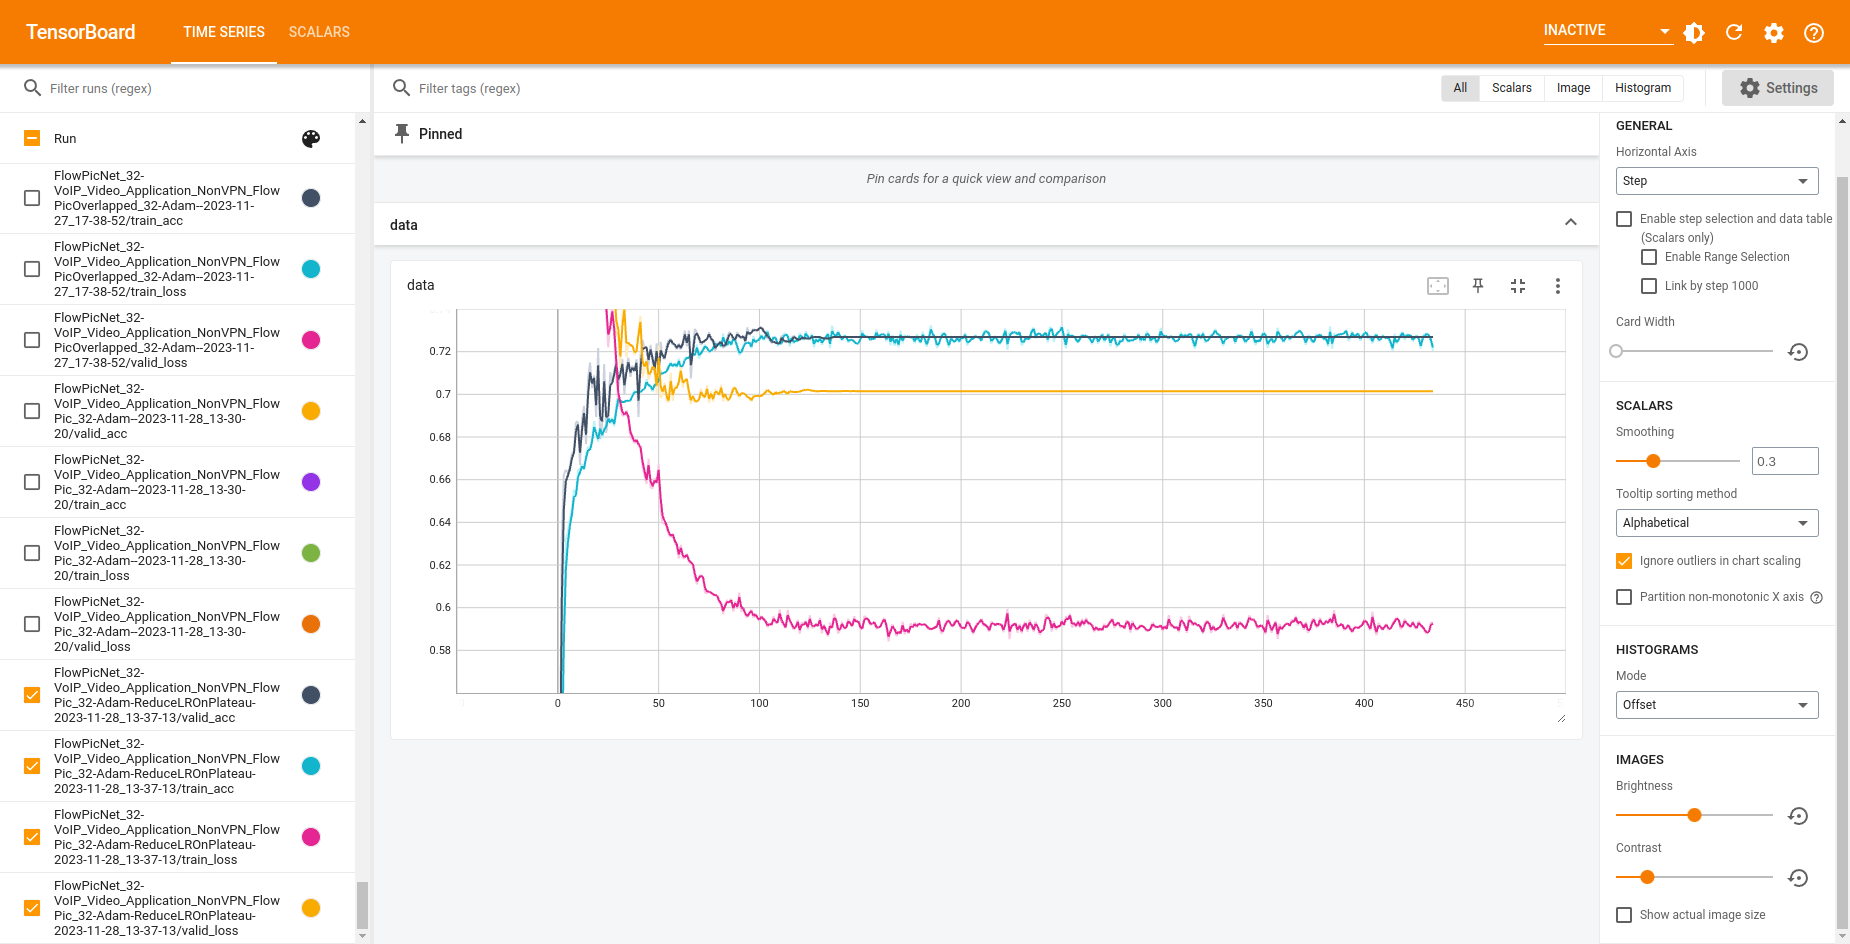 TensorBoard
TIME SERIES
SCALARS
INACTIVE
Filter runs (regex)
Filter tags (regex)
All
Scalars
Image
Histogram
Settings
Run
FlowPicNet_32-
VoIP_Video_Application_NonVPN_Flow
PicOverlapped_32-Adam--2023-11-
27_17-38-52/train_acc
FlowPicNet_32-
VoIP_Video_Application_NonVPN_Flow
PicOverlapped_32-Adam--2023-11-
27_17-38-52/train_loss
FlowPicNet_32-
VoIP_Video_Application_NonVPN_Flow
PicOverlapped_32-Adam--2023-11-
27_17-38-52/valid_loss
FlowPicNet_32-
VoIP_Video_Application_NonVPN_Flow
Pic_32-Adam--2023-11-28_13-30-
20/valid_acc
FlowPicNet_32-
VoIP_Video_Application_NonVPN_Flow
Pic_32-Adam--2023-11-28_13-30-
20/train_acc
FlowPicNet_32-
VoIP_Video_Application_NonVPN_Flow
Pic_32-Adam--2023-11-28_13-30-
20/train_loss
FlowPicNet_32-
VoIP_Video_Application_NonVPN_Flow
Pic_32-Adam--2023-11-28_13-30-
20/valid_loss
FlowPicNet_32-
VoIP_Video_Application_NonVPN_Flow
Pic_32-Adam-ReduceLROnPlateau-
2023-11-28_13-37-13/valid_acc
FlowPicNet_32-
VoIP_Video_Application_NonVPN_Flow
Pic_32-Adam-ReduceLROnPlateau-
2023-11-28_13-37-13/train_acc
FlowPicNet_32-
VoIP_Video_Application_NonVPN_Flow
Pic_32-Adam-ReduceLROnPlateau-
2023-11-28_13-37-13/train_loss
FlowPicNet_32-
VoIP_Video_Application_NonVPN_Flow
Pic_32-Adam-ReduceLROnPlateau-
2023-11-28_13-37-13/valid_loss
Pinned
Pin cards for a quick view and comparison
data
data
0.72
0.7
0.68
0.66
0.64
0.62
0.6
0.58
0
50
100
150
200
250
300
350
400
450
GENERAL
Horizontal Axis
Step
Enable step selection and data table
(Scalars only)
Enable Range Selection
Link by step 1000
Card Width
SCALARS
Smoothing
0.3
Tooltip sorting method
Alphabetical
Ignore outliers in chart scaling
Partition non-monotonic X axis
HISTOGRAMS
Mode
Offset
IMAGES
Brightness
Contrast
Show actual image size